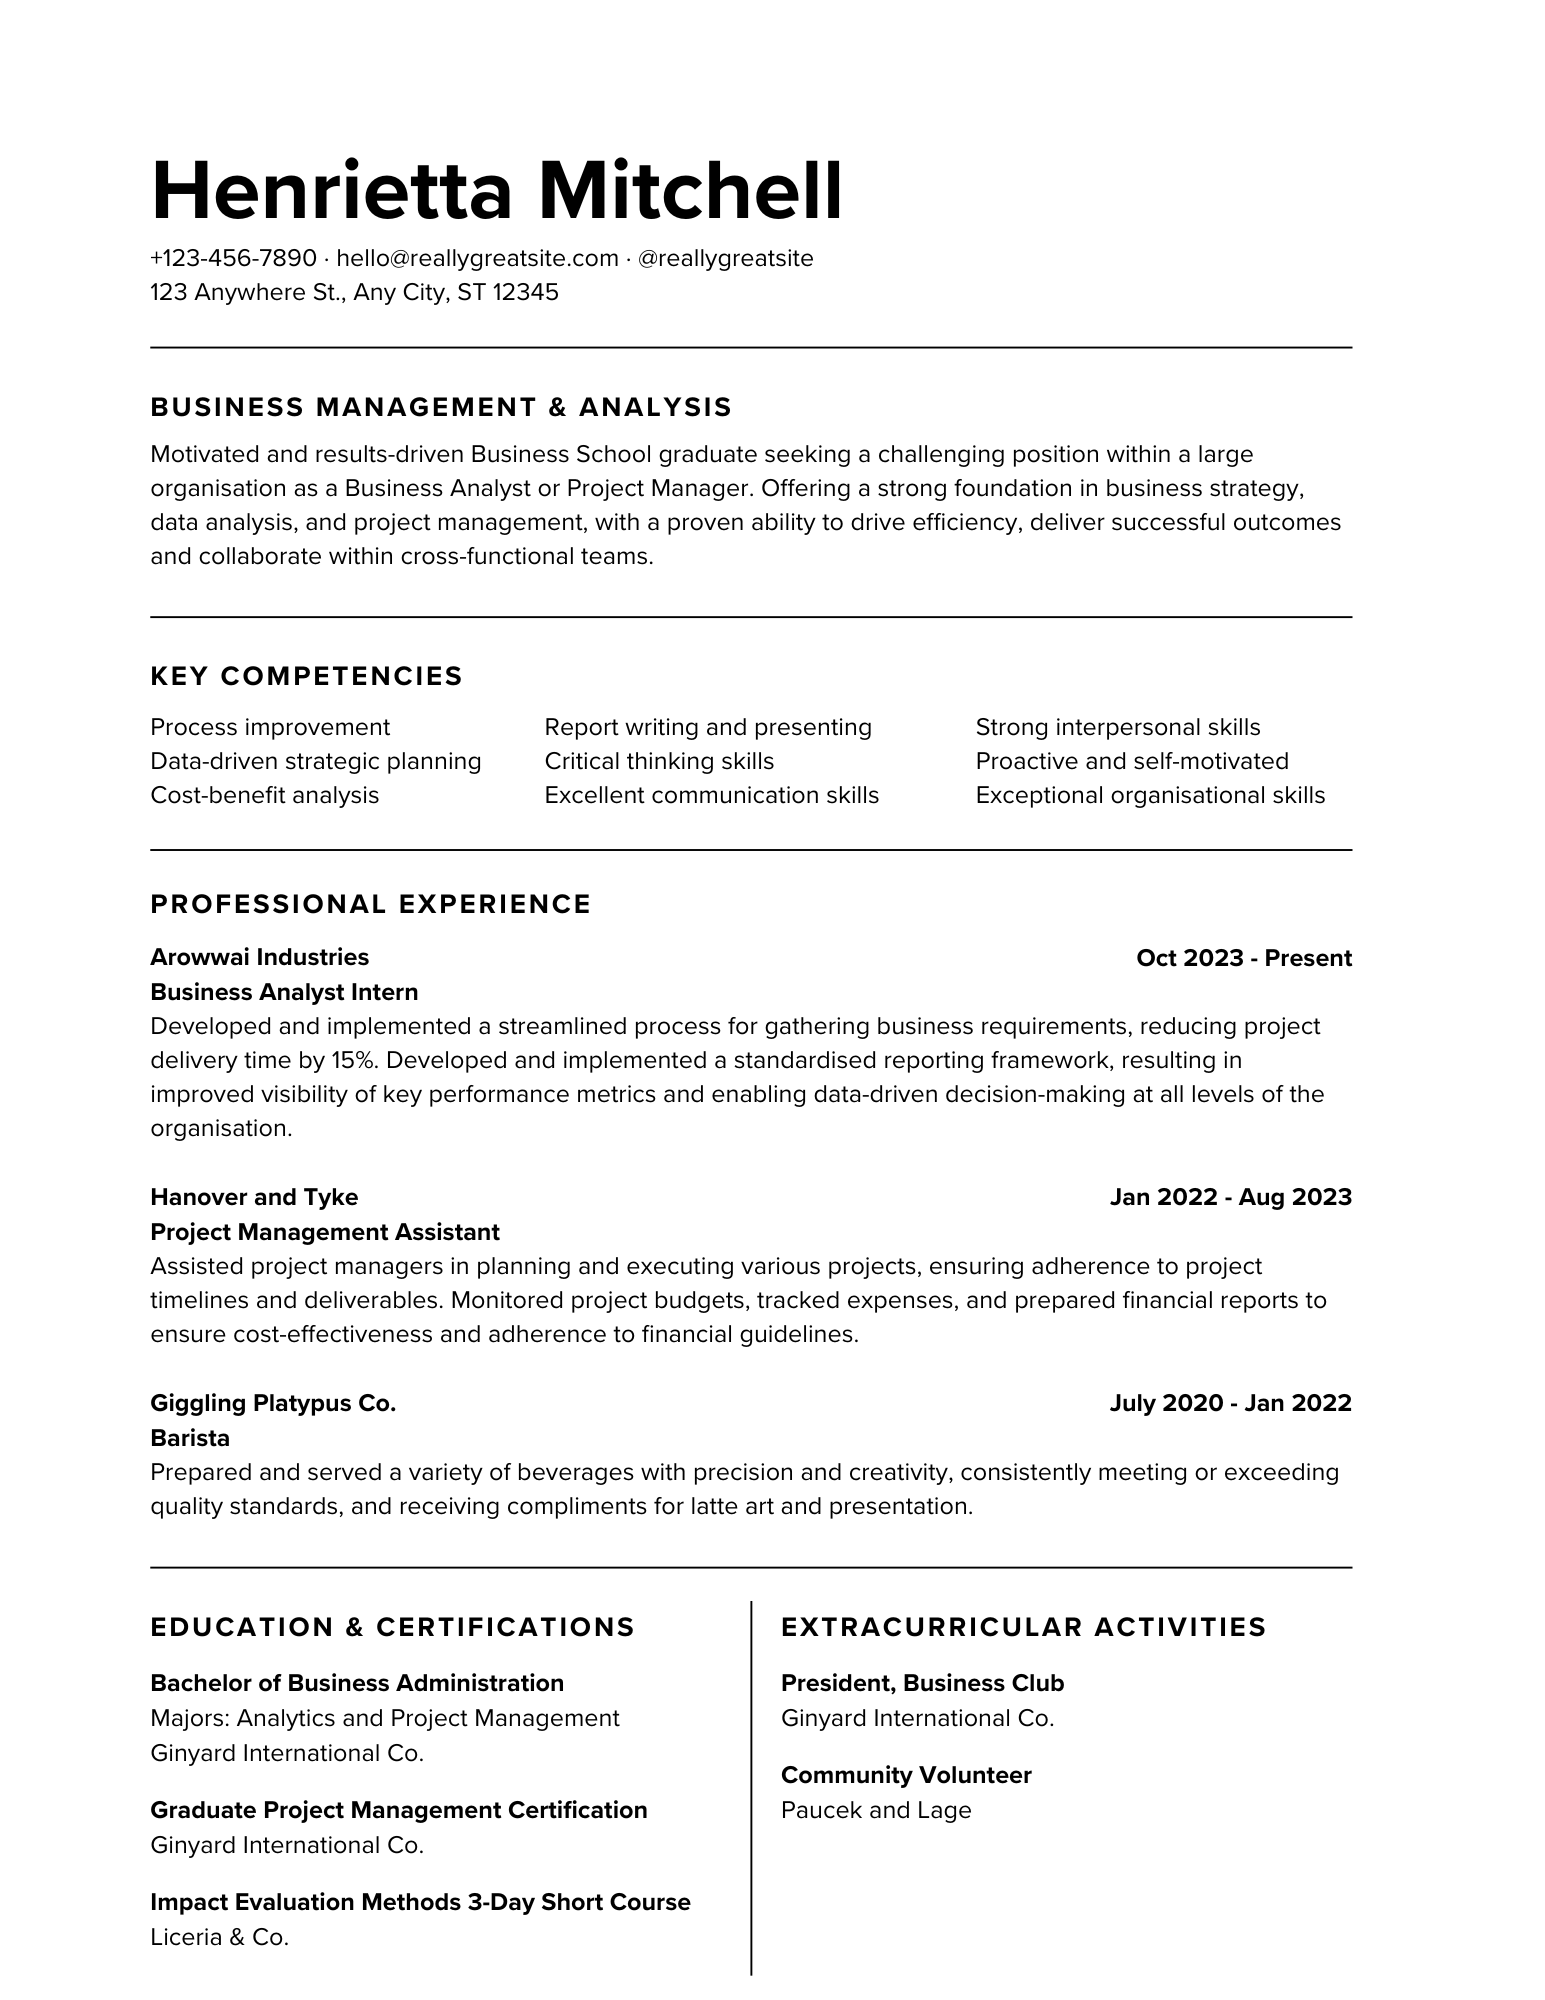 Henrietta Mitchell
+123-456-7890 · hello@reallygreatsite.com · @reallygreatsite
123 Anywhere St., Any City, ST 12345
BUSINESS MANAGEMENT & ANALYSIS
Motivated and results-driven Business School graduate seeking a challenging position within a large
organisation as a Business Analyst or Project Manager. Offering a strong foundation in business strategy,
data analysis, and project management, with a proven ability to drive efficiency, deliver successful outcomes
and collaborate within cross-functional teams.
KEY COMPETENCIES
Process improvement
Data-driven strategic planning
Cost-benefit analysis
Report writing and presenting
Critical thinking skills
Excellent communication skills
Strong interpersonal skills
Proactive and self-motivated
Exceptional organisational skills
PROFESSIONAL EXPERIENCE
Arowwai Industries Oct 2023 - Present
Business Analyst Intern
Developed and implemented a streamlined process for gathering business requirements, reducing project
delivery time by 15%. Developed and implemented a standardised reporting framework, resulting in
improved visibility of key performance metrics and enabling data-driven decision-making at all levels of the
organisation.
Hanover and Tyke Jan 2022 - Aug 2023
Project Management Assistant
Assisted project managers in planning and executing various projects, ensuring adherence to project
timelines and deliverables. Monitored project budgets, tracked expenses, and prepared financial reports to
ensure cost-effectiveness and adherence to financial guidelines.
Giggling Platypus Co. July 2020 - Jan 2022
Barista
Prepared and served a variety of beverages with precision and creativity, consistently meeting or exceeding
quality standards, and receiving compliments for latte art and presentation.
EDUCATION & CERTIFICATIONS
Bachelor of Business Administration
Majors: Analytics and Project Management
Ginyard International Co.
Graduate Project Management Certification
Ginyard International Co.
Impact Evaluation Methods 3-Day Short Course
Liceria & Co.
EXTRACURRICULAR ACTIVITIES
President, Business Club
Ginyard International Co.
Community Volunteer
Paucek and Lage